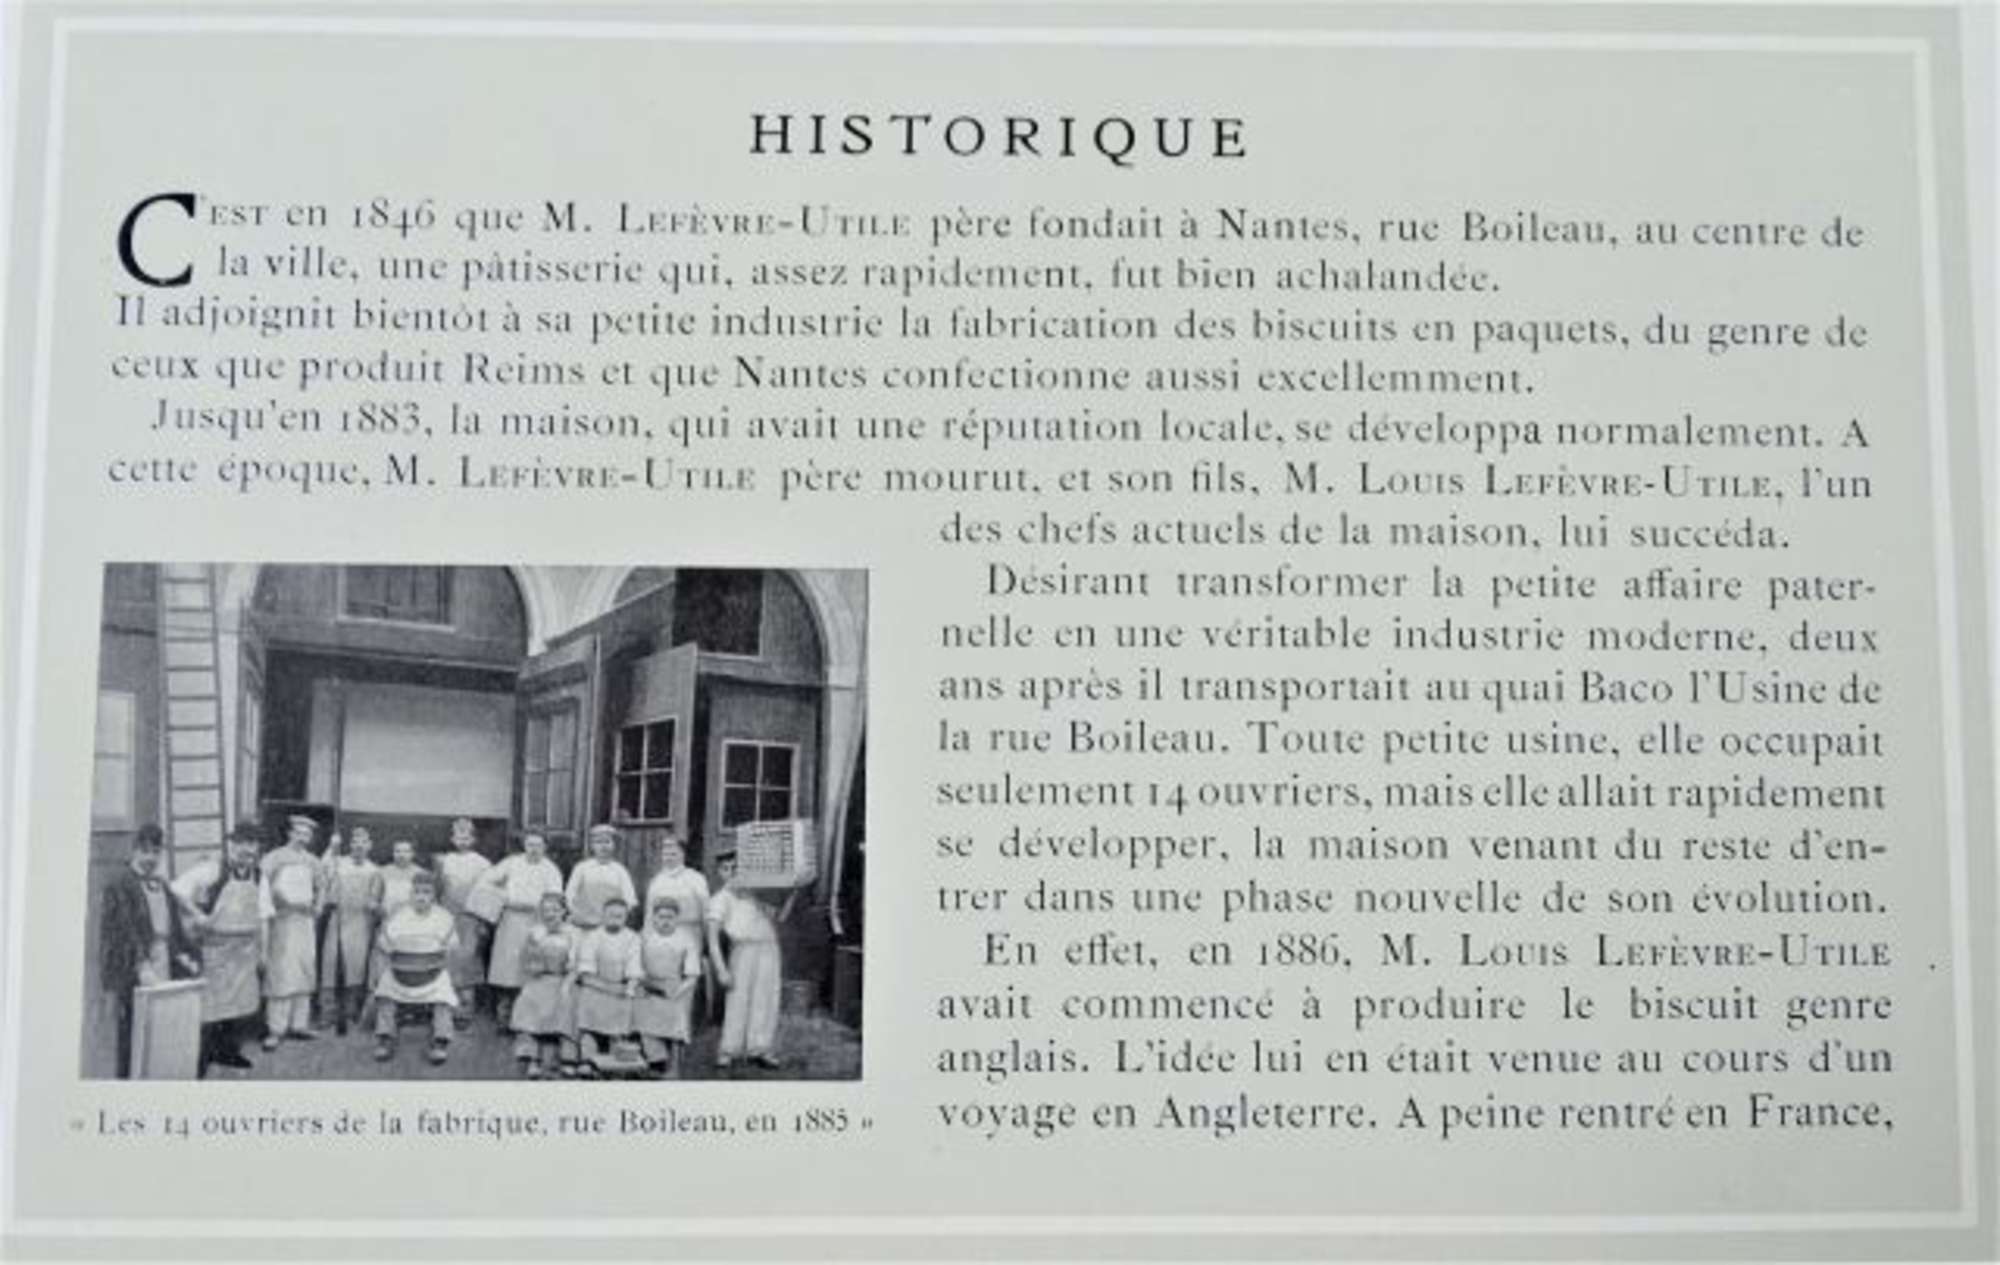 HISTORIQUE
C'EST en 1846 que M. LEFÈVRE-UTILE père fondait à Nantes, rue Boileau, au centre de
la ville, une pâtisserie qui, assez rapidement, fut bien achalandée.
Il adjoignit bientôt à sa petite industrie la fabrication des biscuits en paquets, du genre de
ceux que produit Reims et que Nantes confectionne aussi excellemment.
Jusqu'en 1883, la maison, qui avait une réputation locale, se développa normalement. A
cette époque, M. LEFÈVRE-UTILE père mourut, et son fils, M. LOUIS LEFÈVRE-UTILE, l'un
des chefs actuels de la maison, lui succéda.
Désirant transformer la petite affaire pater-
nelle en une véritable industrie moderne, deux
ans après il transportait au quai Baco l'Usine de
la rue Boileau. Toute petite usine, elle occupait
seulement 14 ouvriers, mais elle allait rapidement
se développer, la maison venant du reste d'en-
trer dans une phase nouvelle de son évolution.
En effet, en 1886, M. LOUIS LEFÈVRE-UTILE
avait commencé à produire le biscuit genre
anglais. L'idée lui en était venue au cours d'un
voyage en Angleterre. A peine rentré en France,
« Les 14 ouvriers de la fabrique, rue Boileau, en 1885 »